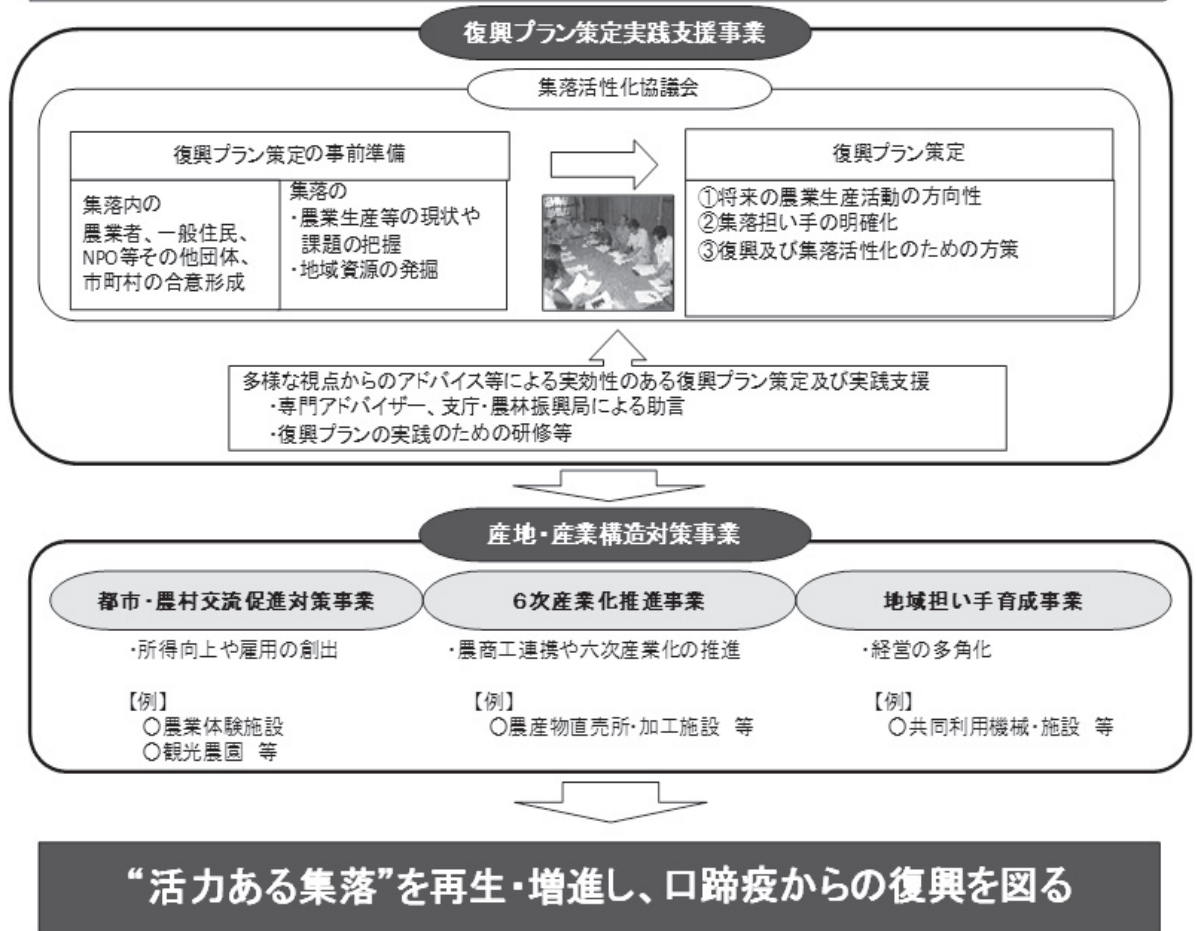 復興プラン策定実践支援事業
集落活性化協議会
復興プラン策定の事前準備
集落内の
農業者、一般住民、
NPO等その他団体、
市町村の合意形成
集落の
・農業生産等の現状や
課題の把握
・地域資源の発掘
復興プラン策定
①将来の農業生産活動の方向性
②集落担い手の明確化
③復興及び集落活性化のための方策
多様な視点からのアドバイス等による実効性のある復興プラン策定及び実践支援
・専門アドバイザー、支庁・農林振興局による助言
・復興プランの実践のための研修等
産地・産業構造対策事業
都市・農村交流促進対策事業
・所得向上や雇用の創出
【例】
○農業体験施設
○観光農園 等
6次産業化推進事業
・農商工連携や六次産業化の推進
【例】
○農産物直売所・加工施設 等
地域担い手育成事業
・経営の多角化
【例】
○共同利用機械・施設 等
“活力ある集落”を再生・増進し、口蹄疫からの復興を図る